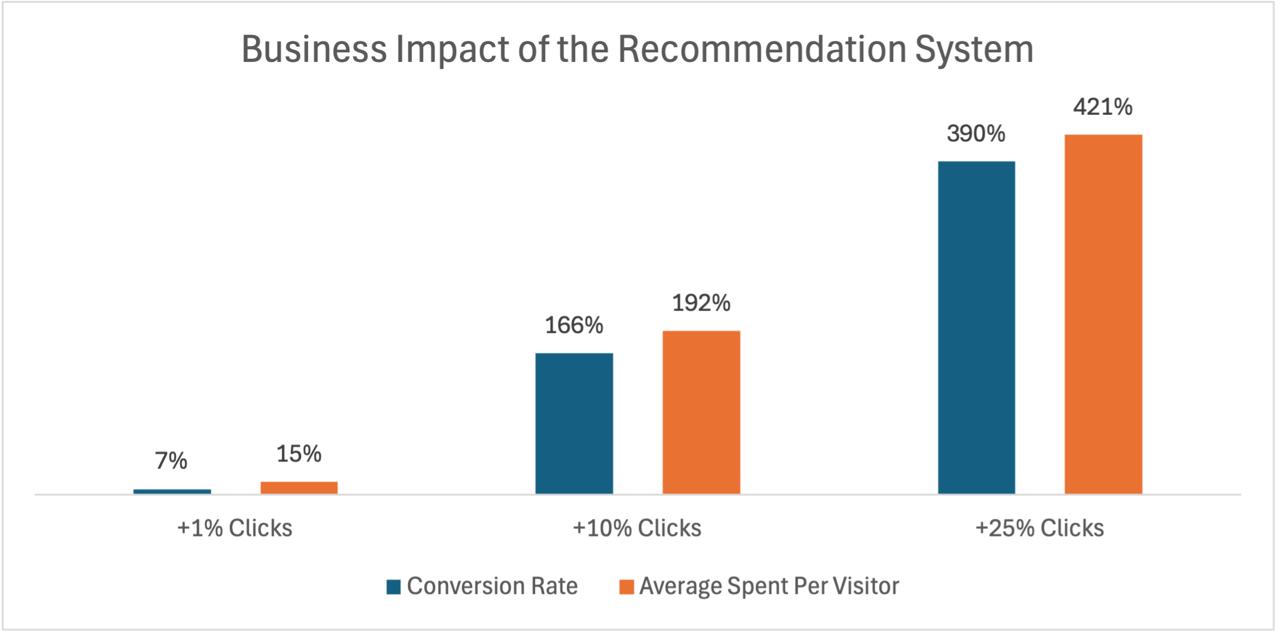 Business Impact of the Recommendation System
7%
15%
166%
192%
390%
421%
+1% Clicks
+10% Clicks
+25% Clicks
Conversion Rate
Average Spent Per Visitor